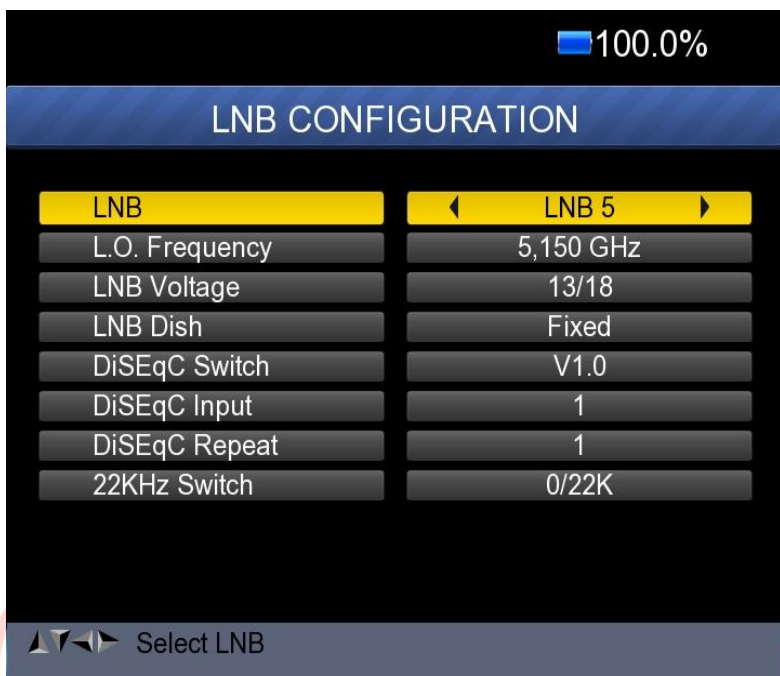 100.0%
LNB CONFIGURATION
LNB LNB 5
L.O. Frequency 5,150 GHz
LNB Voltage 13/18
LNB Dish Fixed
DiSEqC Switch V1.0
DiSEqC Input 1
DiSEqC Repeat 1
22KHz Switch 0/22K
Select LNB